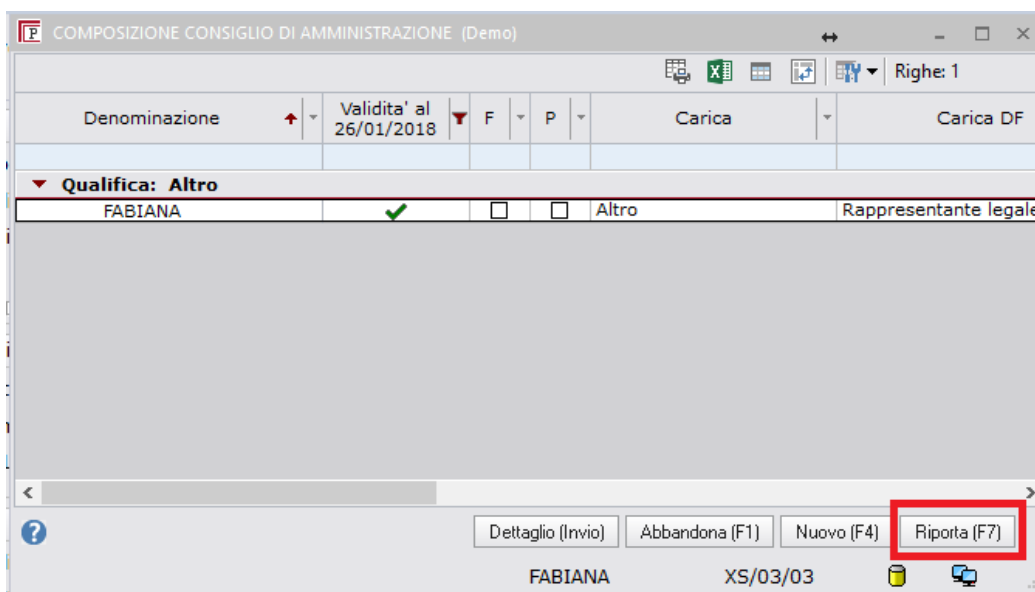 P COMPOSIZIONE CONSIGLIO DI AMMINISTRAZIONE (Demo)
Righe: 1
Denominazione Validita' al 26/01/2018 F P Carica Carica DF
Qualifica: Altro
FABIANA Altro Rappresentante legale
Dettaglio (Invio) Abbandona (F1) Nuovo (F4) Riporta (F7)
FABIANA XS/03/03